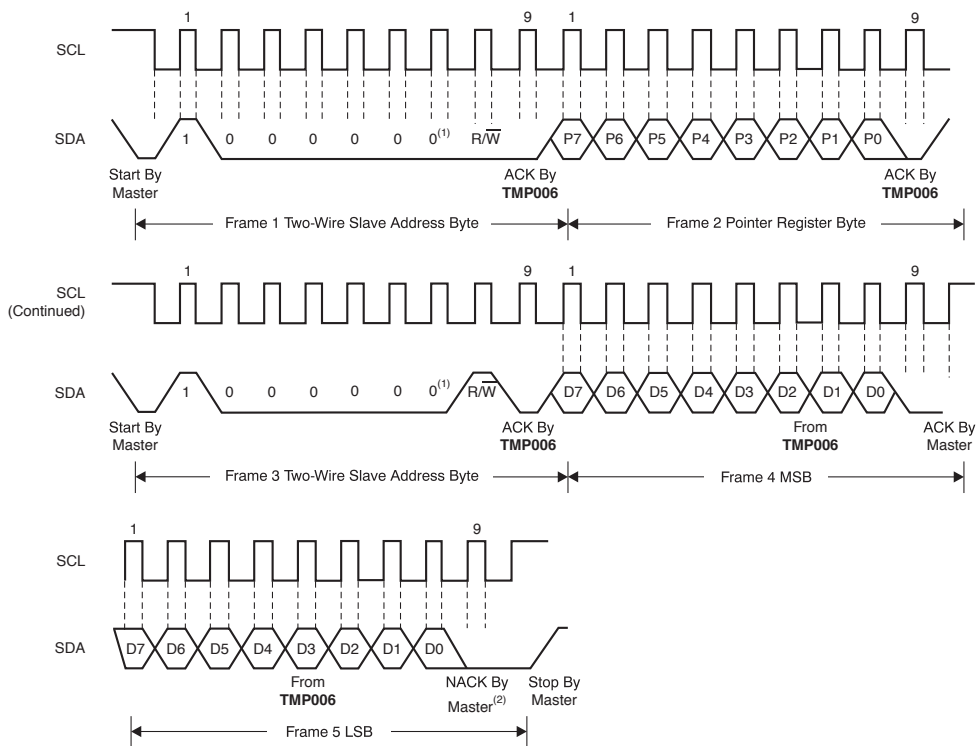 1 9 1 9
SCL
SDA 1 0 0 0 0 0 0(1) R/W P7 P6 P5 P4 P3 P2 P1 P0
Start By Master ACK By TMP006 ACK By TMP006
Frame 1 Two-Wire Slave Address Byte Frame 2 Pointer Register Byte
1 9 1 9
SCL (Continued)
SDA 1 0 0 0 0 0(1) R/W D7 D6 D5 D4 D3 D2 D1 D0
Start By Master ACK By TMP006 From TMP006 ACK By Master
Frame 3 Two-Wire Slave Address Byte Frame 4 MSB
1 9
SCL
SDA D7 D6 D5 D4 D3 D2 D1 D0
From TMP006 NACK By Master(2) Stop By Master
Frame 5 LSB